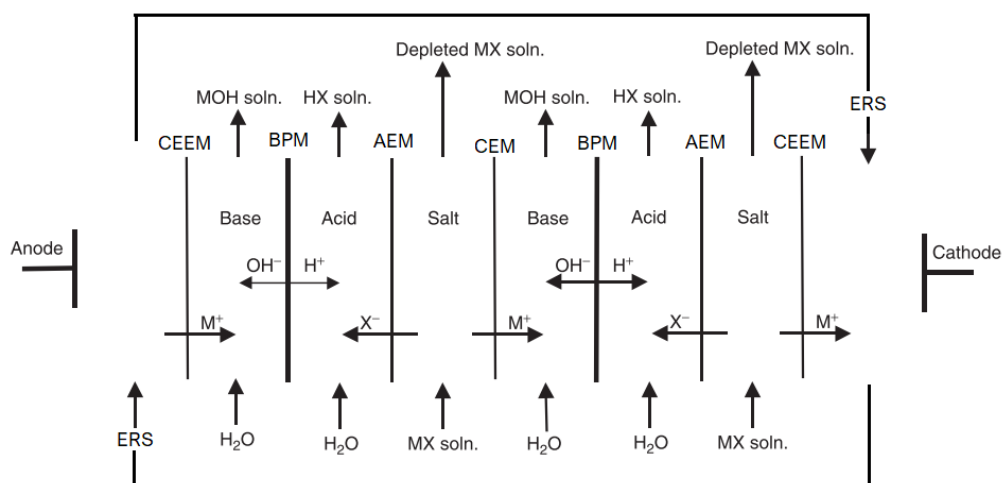 Depleted MX soln.
Depleted MX soln.
MOH soln.
HX soln.
MOH soln.
HX soln.
ERS
CEEM
BPM
AEM
CEM
BPM
AEM
CEEM
Base
Acid
Salt
Base
Acid
Salt
Anode
Cathode
OH⁻
H⁺
OH⁻
H⁺
M⁺
X⁻
M⁺
X⁻
M⁺
ERS
H₂O
H₂O
MX soln.
H₂O
H₂O
MX soln.